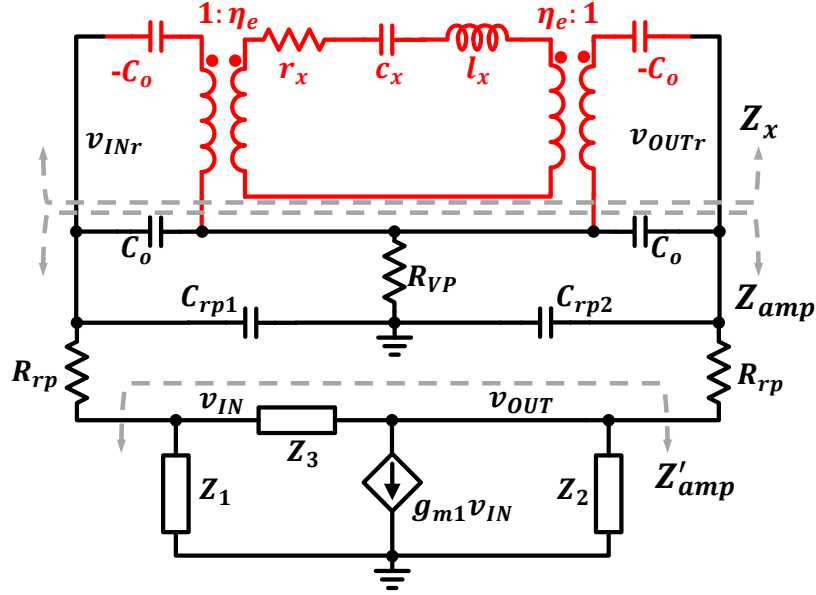 1:ηe ηe:1
-Co rx cx lx -Co
vINr vOUTr Zx
Co RVP Co
Crp1 Crp2 Zamp
Rrp Rrp
vIN vOUT
Z3
Z1 gm1vIN Z2 Z'amp